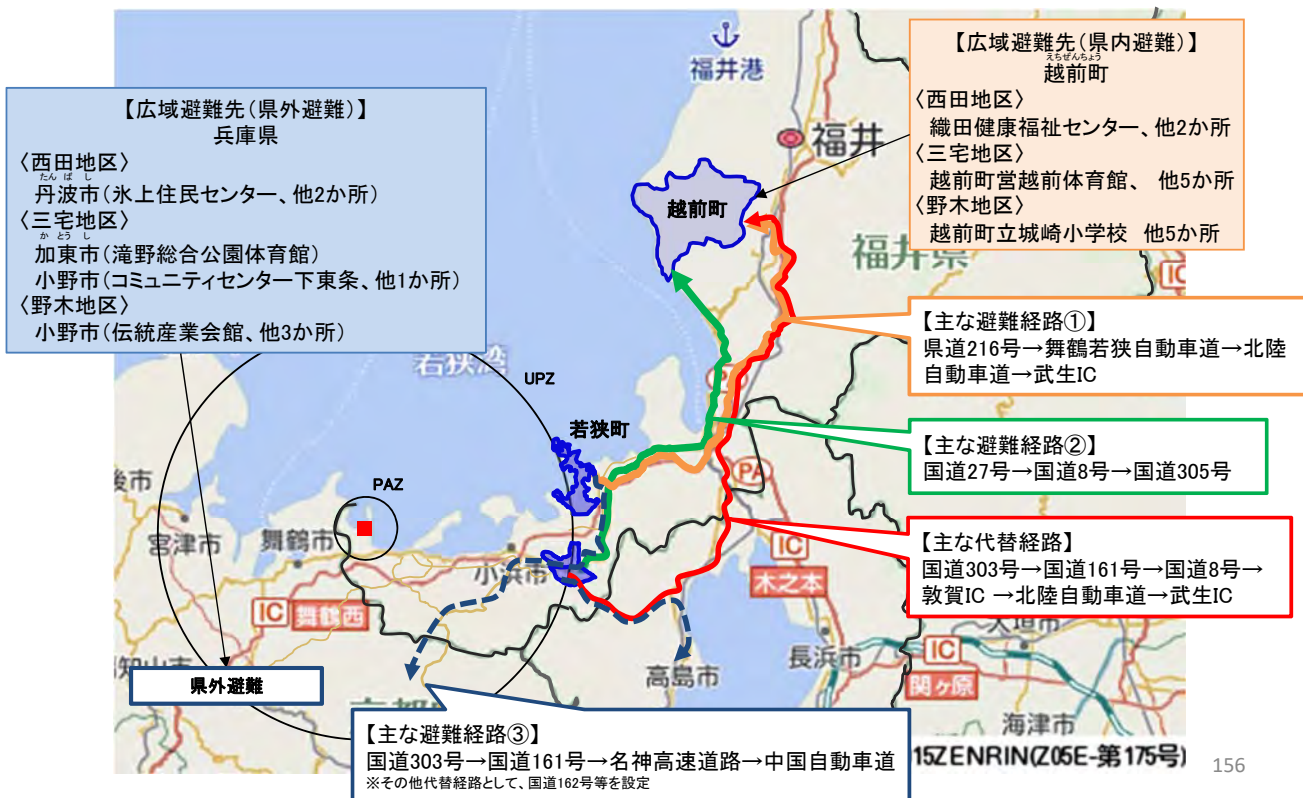 【広域避難先(県外避難)】
兵庫県
〈西田地区〉
たんばし
丹波市(氷上住民センター、他2か所)
〈三宅地区〉
かとうし
加東市(滝野総合公園体育館)
小野市(コミュニティセンター下東条、他1か所)
〈野木地区〉
小野市(伝統産業会館、他3か所)
【広域避難先(県内避難)】
えちぜんちょう
越前町
〈西田地区〉
織田健康福祉センター、他2か所
〈三宅地区〉
越前町営越前体育館、 他5か所
〈野木地区〉
越前町立城崎小学校 他5か所
福井港
福井
越前町
福井県
IC
【主な避難経路①】
県道216号→舞鶴若狭自動車道→北陸
自動車道→武生IC
若狭湾
UPZ
若狭町
【主な避難経路②】
国道27号→国道8号→国道305号
PA
PAZ
宮津市
舞鶴市
小浜市
IC
木之本
【主な代替経路】
国道303号→国道161号→国道8号→
敦賀IC →北陸自動車道→武生IC
IC 舞鶴西
大垣市
長浜市
IC
関ヶ原
高島市
県外避難
海津市
【主な避難経路③】
国道303号→国道161号→名神高速道路→中国自動車道
※その他代替経路として、国道162号等を設定
15ZENRIN(Z05E-第175号)
156